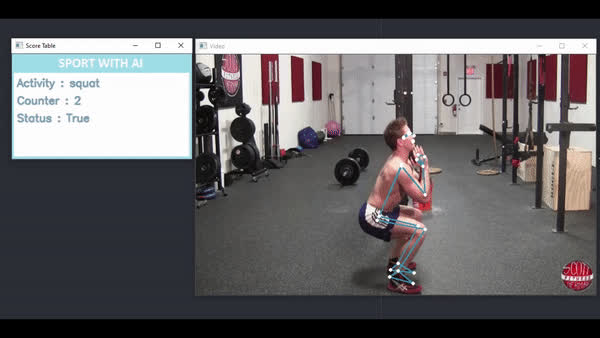 Score Table
SPORT WITH AI
Activity : squat
Counter : 2
Status : True
Video